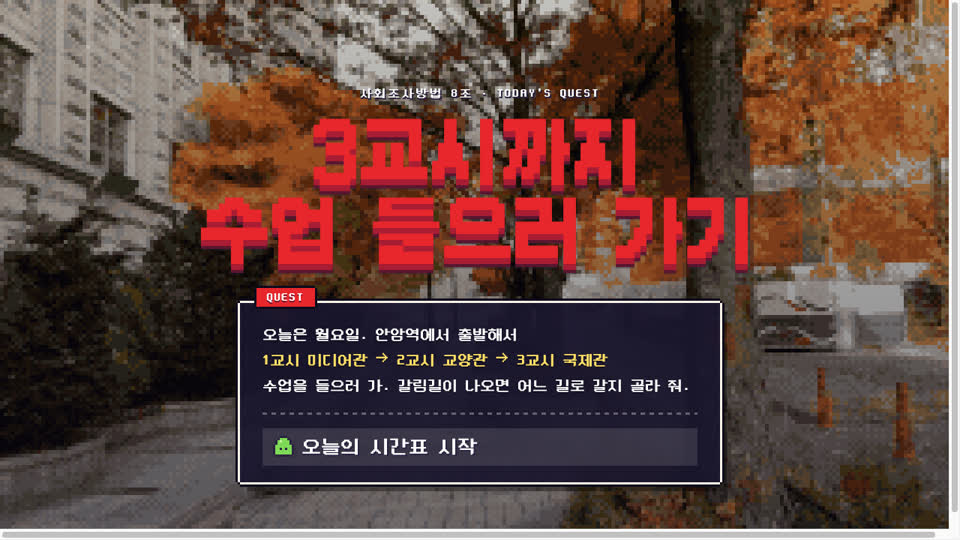 사회조사방법 8조 · TODAY'S QUEST
3교시까지
수업 들으러 가기
QUEST
오늘은 월요일. 안암역에서 출발해서
1교시 미디어관 → 2교시 교양관 → 3교시 국제관
수업을 들으러 가. 갈림길이 나오면 어느 길로 갈지 골라 줘.
오늘의 시간표 시작